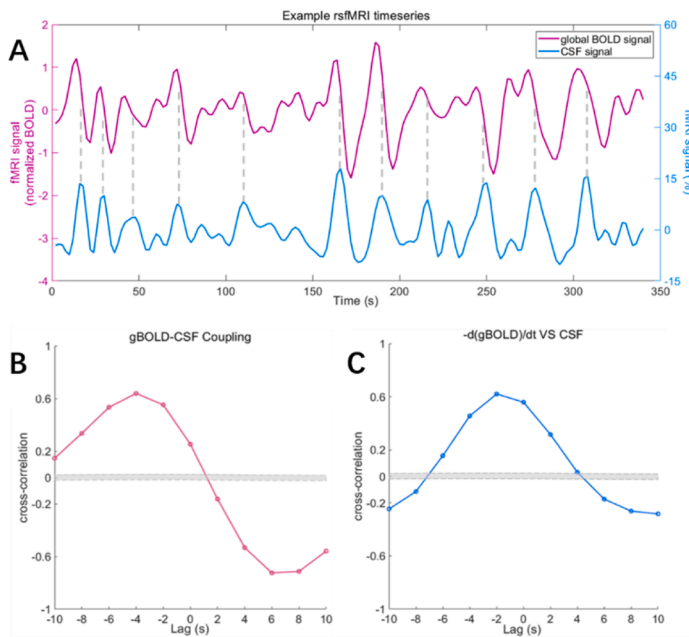 Example rsfMRI timeseries
A
global BOLD signal
CSF signal
fMRI signal
(normalized BOLD)
2
1
0
-1
-2
-3
-4
60
45
30
15
0
-15
fMRI signal (%)
0
50
100
150
200
250
300
350
Time (s)
B
gBOLD-CSF Coupling
cross-correlation
1
0.6
0.2
0
-0.6
-1
-10 -8 -6 -4 -2 0 2 4 6 8 10
Lag (s)
C
-d(gBOLD)/dt VS CSF
cross-correlation
1
0.6
0.2
0
-0.6
-1
-10 -8 -6 -4 -2 0 2 4 6 8 10
Lag (s)